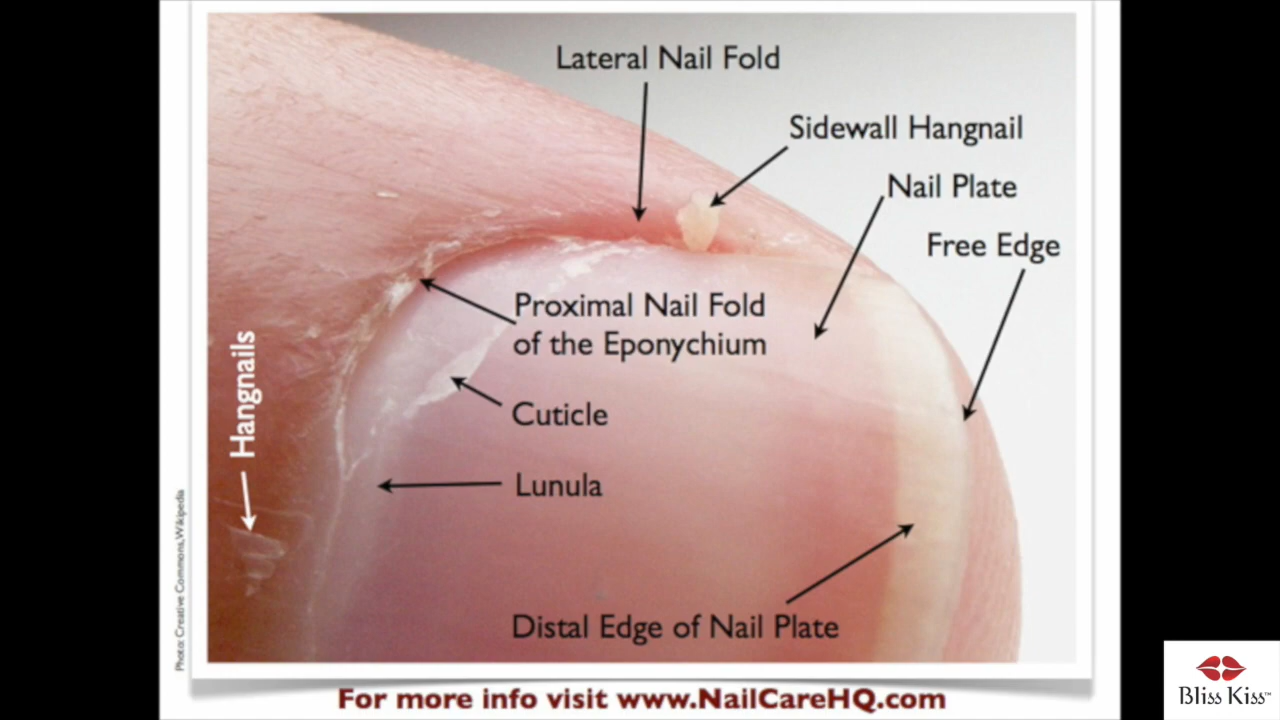 Lateral Nail Fold
Sidewall Hangnail
Nail Plate
Free Edge
Proximal Nail Fold
of the Eponychium
Hangnails
Cuticle
Lunula
Distal Edge of Nail Plate
Photo: Creative Commons, Wikipedia
For more info visit www.NailCareHQ.com
Bliss Kiss™